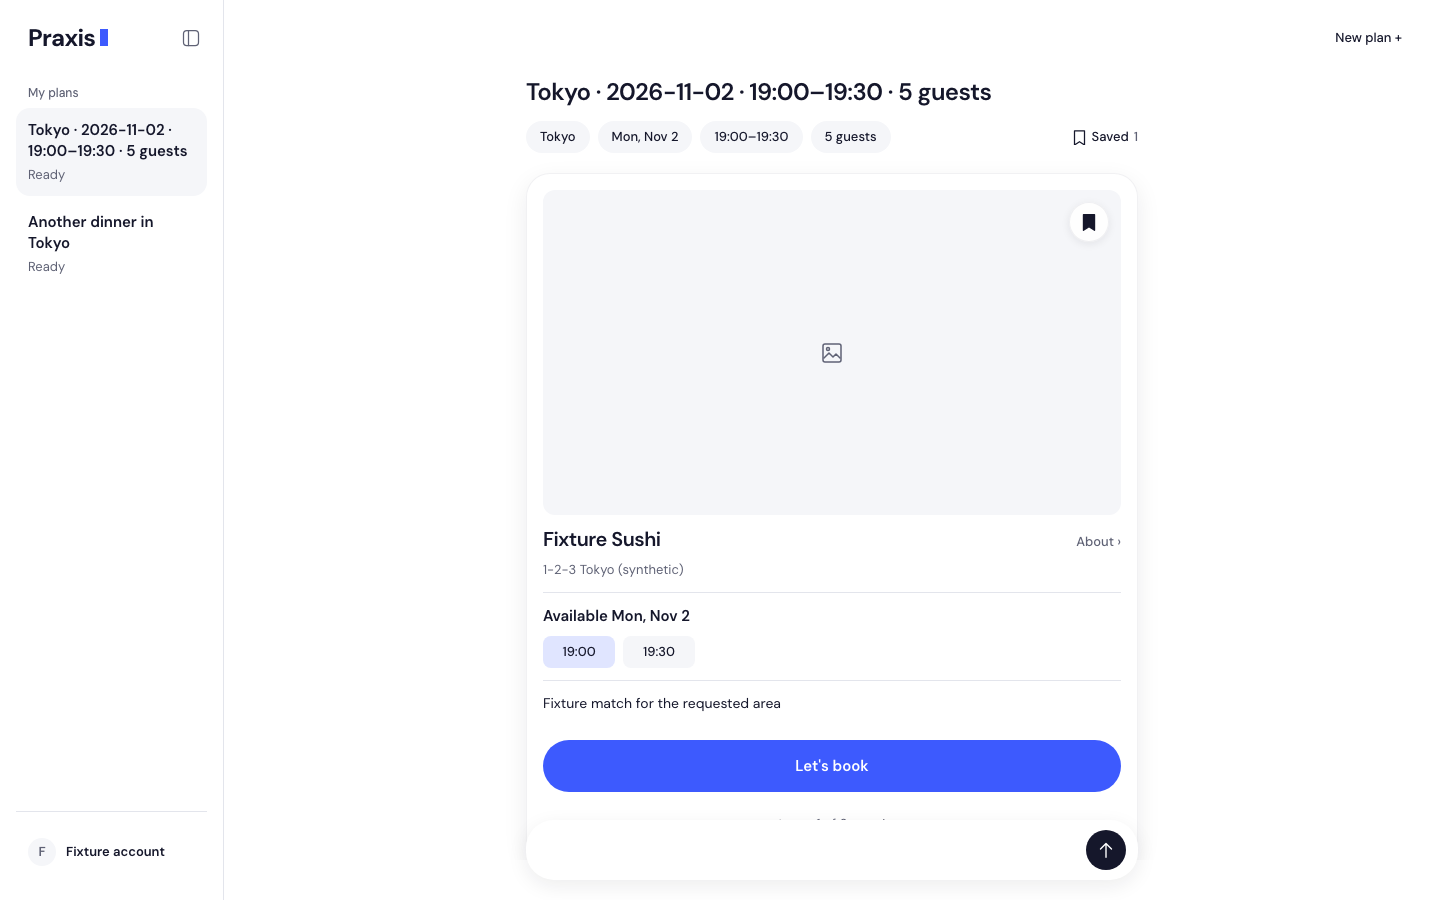 Praxis
New plan +
My plans
Tokyo · 2026-11-02 ·
19:00–19:30 · 5 guests
Ready
Another dinner in
Tokyo
Ready
F
Fixture account
Tokyo · 2026-11-02 · 19:00–19:30 · 5 guests
Tokyo
Mon, Nov 2
19:00–19:30
5 guests
Saved 1
Fixture Sushi
About ›
1-2-3 Tokyo (synthetic)
Available Mon, Nov 2
19:00
19:30
Fixture match for the requested area
Let's book